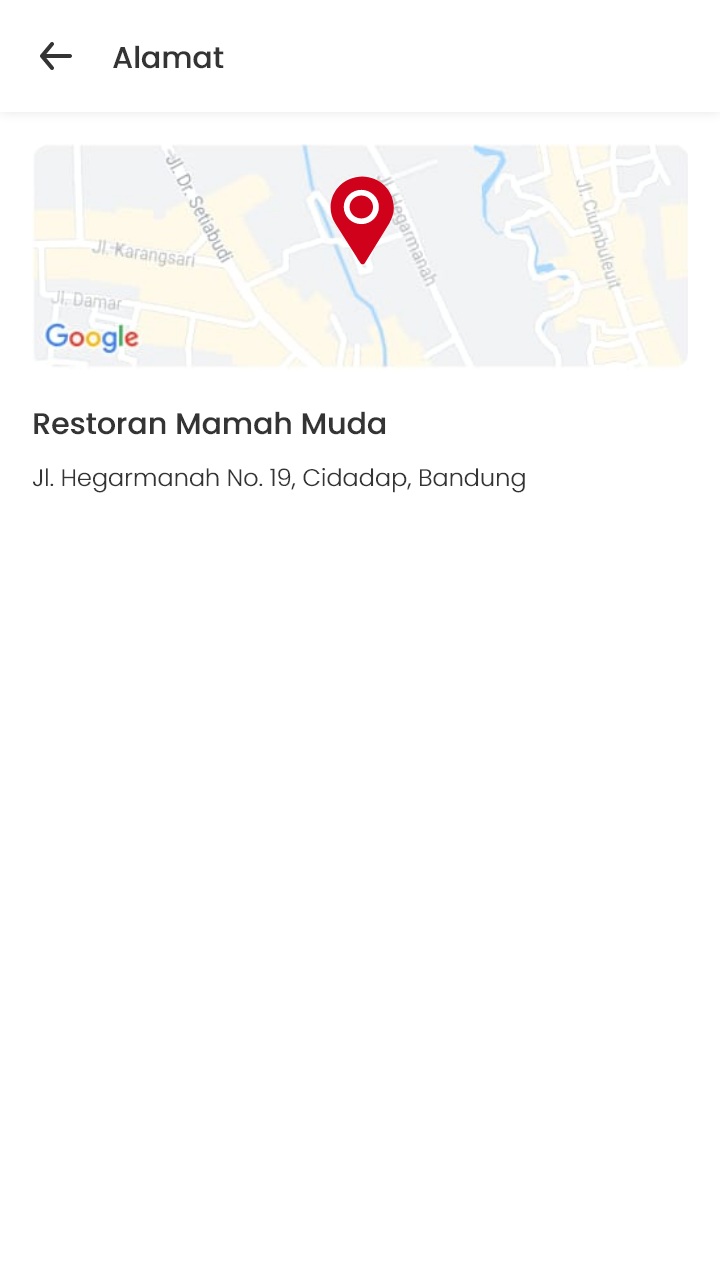 Alamat
Jl. Dr. Setiabudi
Jl. Hegarmanah
Jl. Ciumbuleuit
Jl. Karangsari
Jl. Damar
Google
Restoran Mamah Muda
Jl. Hegarmanah No. 19, Cidadap, Bandung